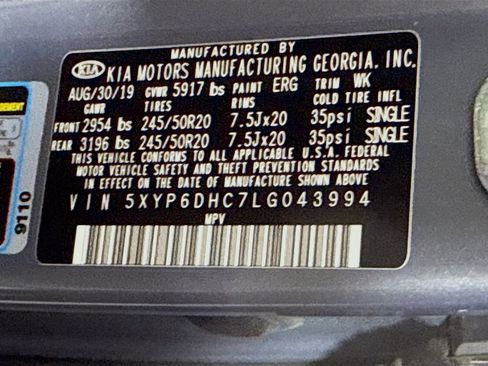 MANUFACTURED BY
KIA KIA MOTORS MANUFACTURING GEORGIA, INC.
AUG/30/19 GVWR 5917 lbs PAINT ERG TRIM WK
GAWR TIRES RIMS COLD TIRE INFL
FRONT 2954 lbs 245/50R20 7.5Jx20 35psi SINGLE
REAR 3196 lbs 245/50R20 7.5Jx20 35psi SINGLE
THIS VEHICLE CONFORMS TO ALL APPLICABLE U.S.A. FEDERAL
MOTOR VEHICLE SAFETY AND THEFT PREVENTION STANDARDS
IN EFFECT ON THE DATE OF MANUFACTURE SHOWN ABOVE
VIN 5XYP6DHC7LG043994
MPV
9110